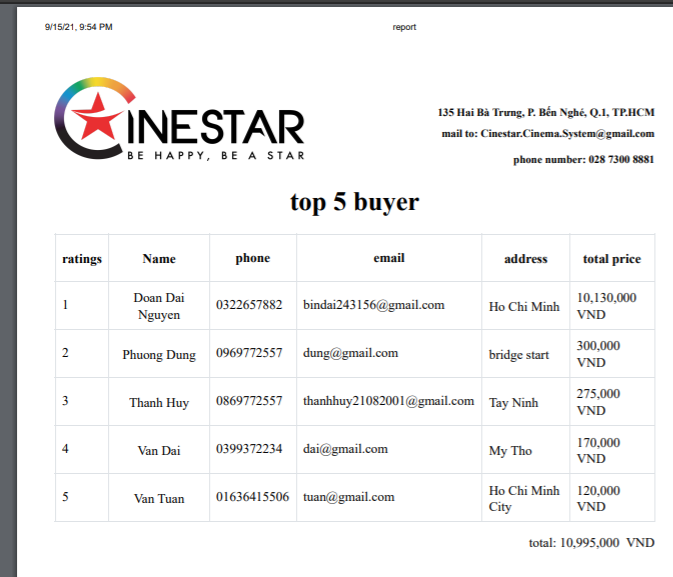 9/15/21, 9:54 PM report
CINESTAR
BE HAPPY, BE A STAR
135 Hai Bà Trưng, P. Bến Nghé, Q.1, TP.HCM
mail to: Cinestar.Cinema.System@gmail.com
phone number: 028 7300 8881
top 5 buyer
ratings Name phone email address total price
1 Doan Dai Nguyen 0322657882 bindai243156@gmail.com Ho Chi Minh 10,130,000 VND
2 Phuong Dung 0969772557 dung@gmail.com bridge start 300,000 VND
3 Thanh Huy 0869772557 thanhhuy21082001@gmail.com Tay Ninh 275,000 VND
4 Van Dai 0399372234 dai@gmail.com My Tho 170,000 VND
5 Van Tuan 01636415506 tuan@gmail.com Ho Chi Minh City 120,000 VND
total: 10,995,000 VND